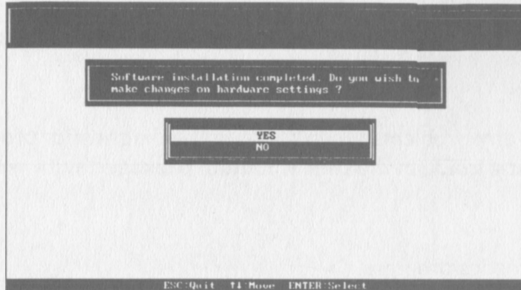 Software installation completed. Do you wish to
make changes on hardware settings ?
YES
NO
ESC:Quit ↑↓:Move ENTER:Select